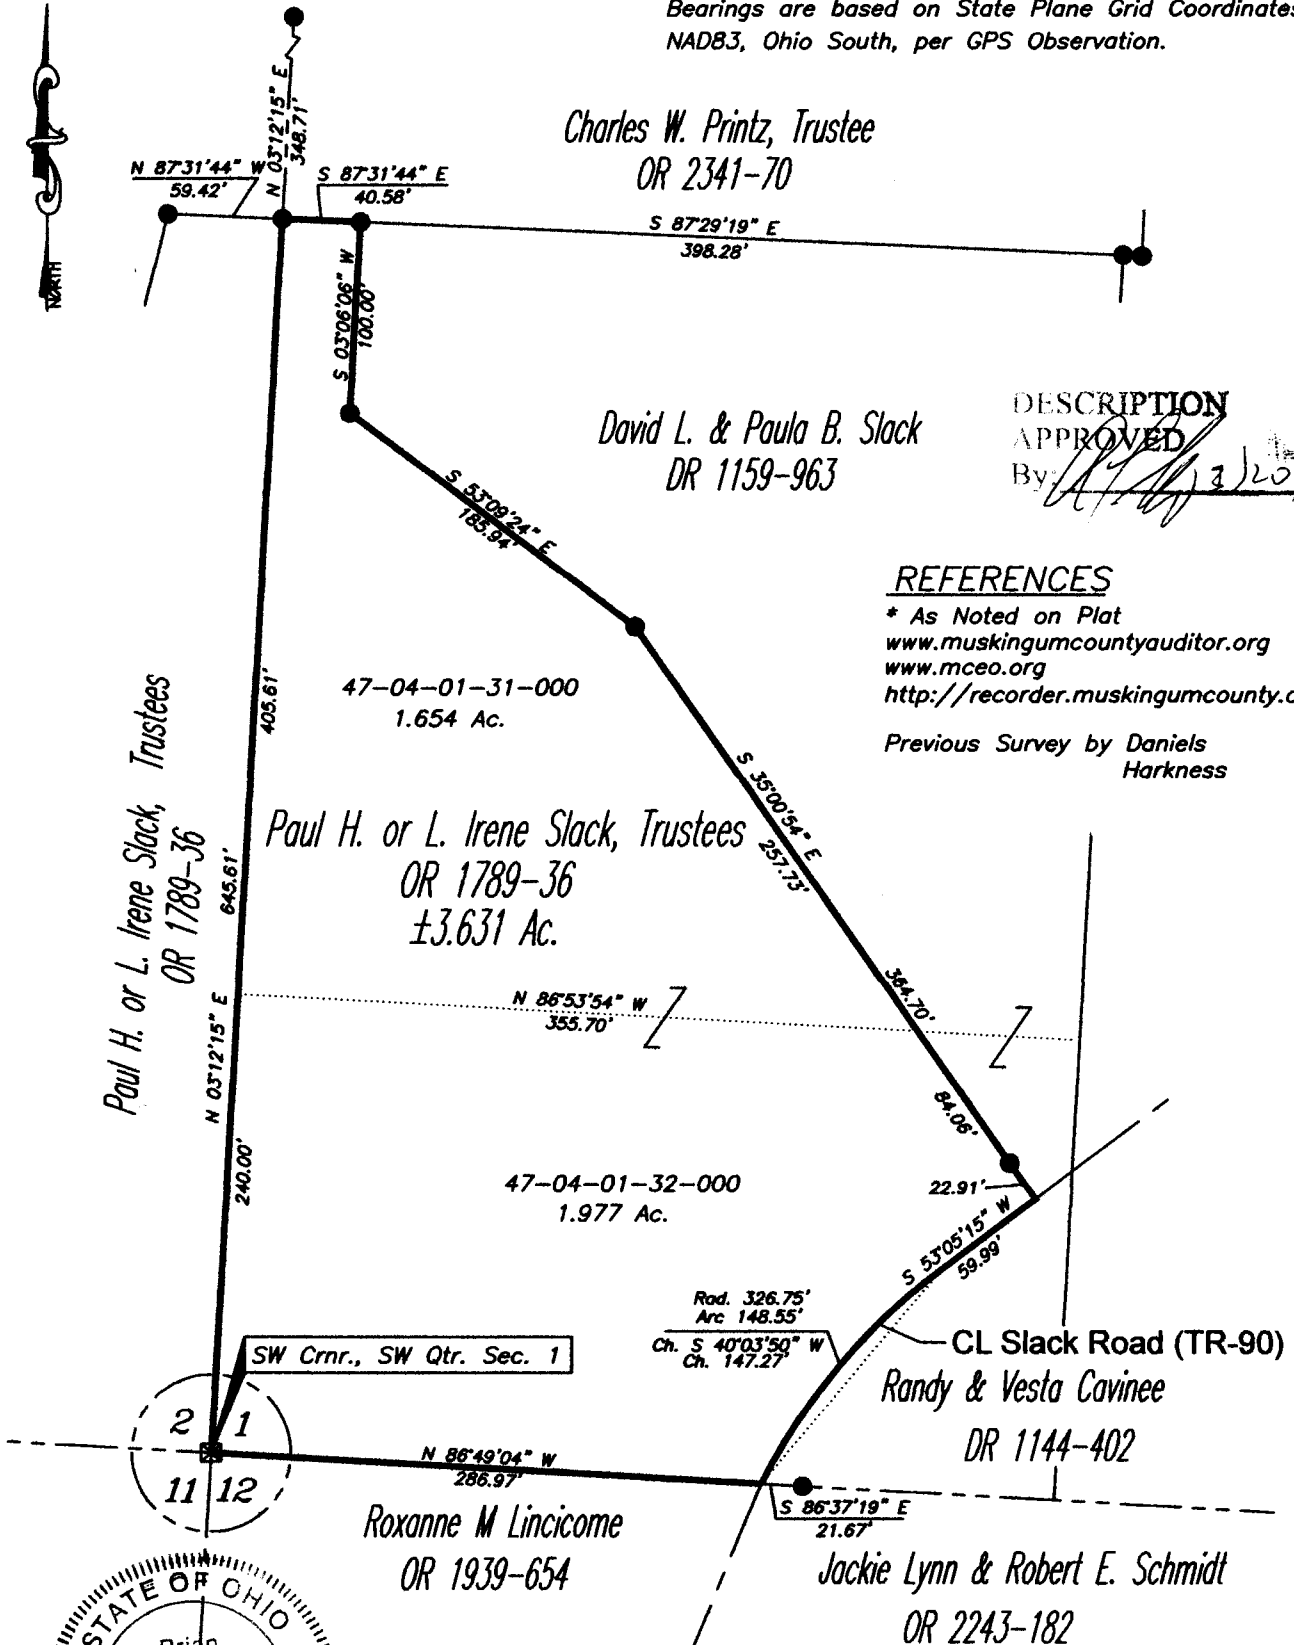 Bearings are based on State Plane Grid Coordinates
NAD83, Ohio South, per GPS Observation.
NORTH
N 03°12'15" E
348.71'
Charles W. Printz, Trustee
OR 2341-70
N 87°31'44" W
59.42'
S 87°31'44" E
40.58'
S 87°29'19" E
398.28'
S 03°06'06" W
100.00'
David L. & Paula B. Slack
DR 1159-963
DESCRIPTION
APPROVED
By:
S 53°09'24" E
185.94'
REFERENCES
* As Noted on Plat
www.muskingumcountyauditor.org
www.mceo.org
http://recorder.muskingumcounty.o
Previous Survey by Daniels
Harkness
405.61'
47-04-01-31-000
1.654 Ac.
S 35°00'54" E
257.73'
Paul H. or L. Irene Slack, Trustees
OR 1789-36
Paul H. or L. Irene Slack, Trustees
OR 1789-36
±3.631 Ac.
645.61'
N 03°12'15" E
N 86°53'54" W
355.70'
364.70'
84.06'
240.00'
47-04-01-32-000
1.977 Ac.
22.91'
S 53°05'15" W
59.99'
Rad. 326.75'
Arc 148.55'
Ch. S 40°03'50" W
Ch. 147.27'
CL Slack Road (TR-90)
SW Crnr., SW Qtr. Sec. 1
Randy & Vesta Cavinee
DR 1144-402
2 1
11 12
N 86°49'04" W
286.97'
S 86°37'19" E
21.67'
Roxanne M Lincicome
OR 1939-654
Jackie Lynn & Robert E. Schmidt
OR 2243-182
STATE OF OHIO
Brian